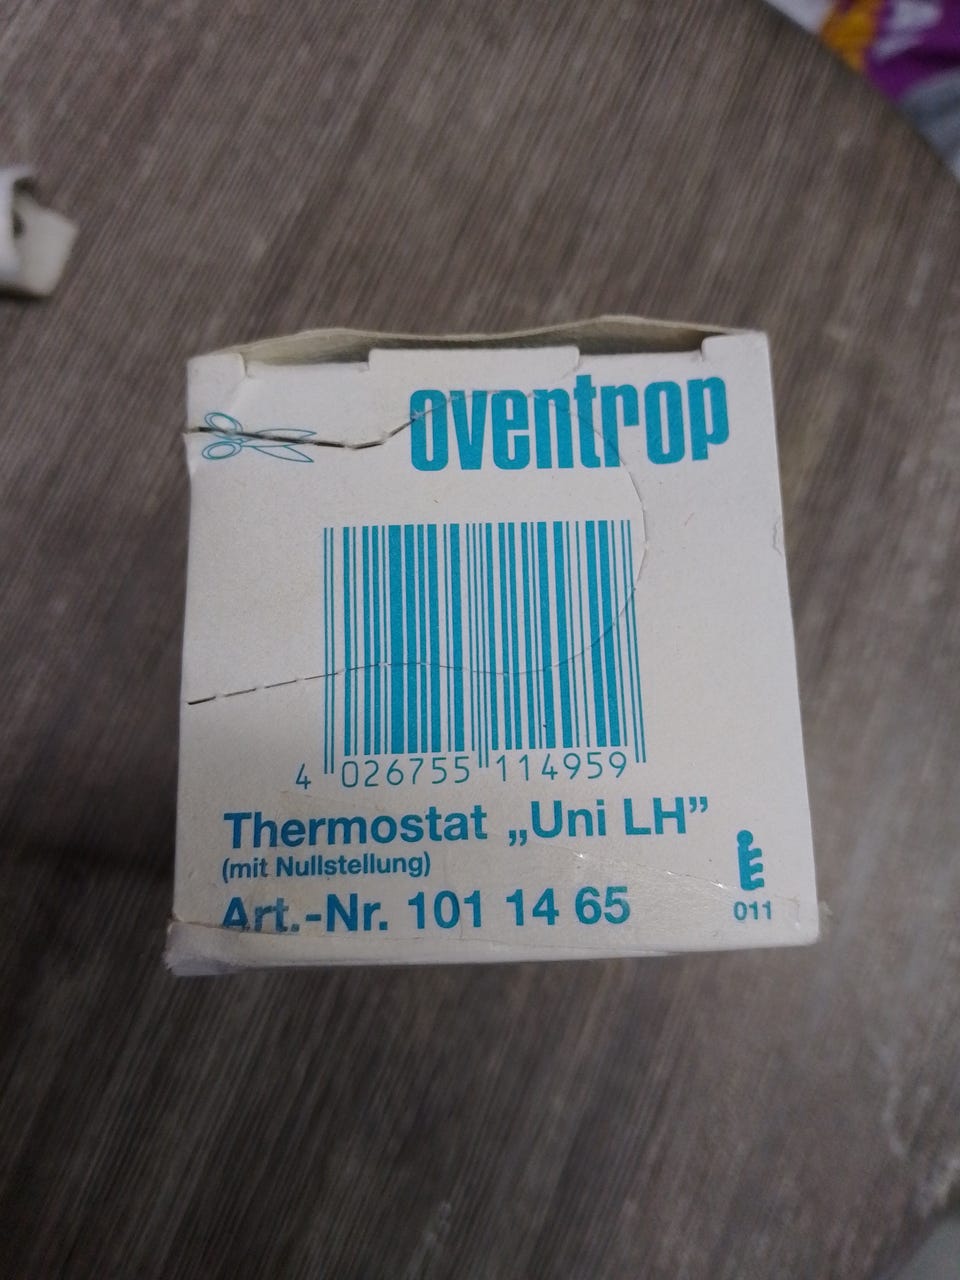 oventrop
4 026755 114959
Thermostat „Uni LH”
(mit Nullstellung)
Art.-Nr. 101 14 65
011